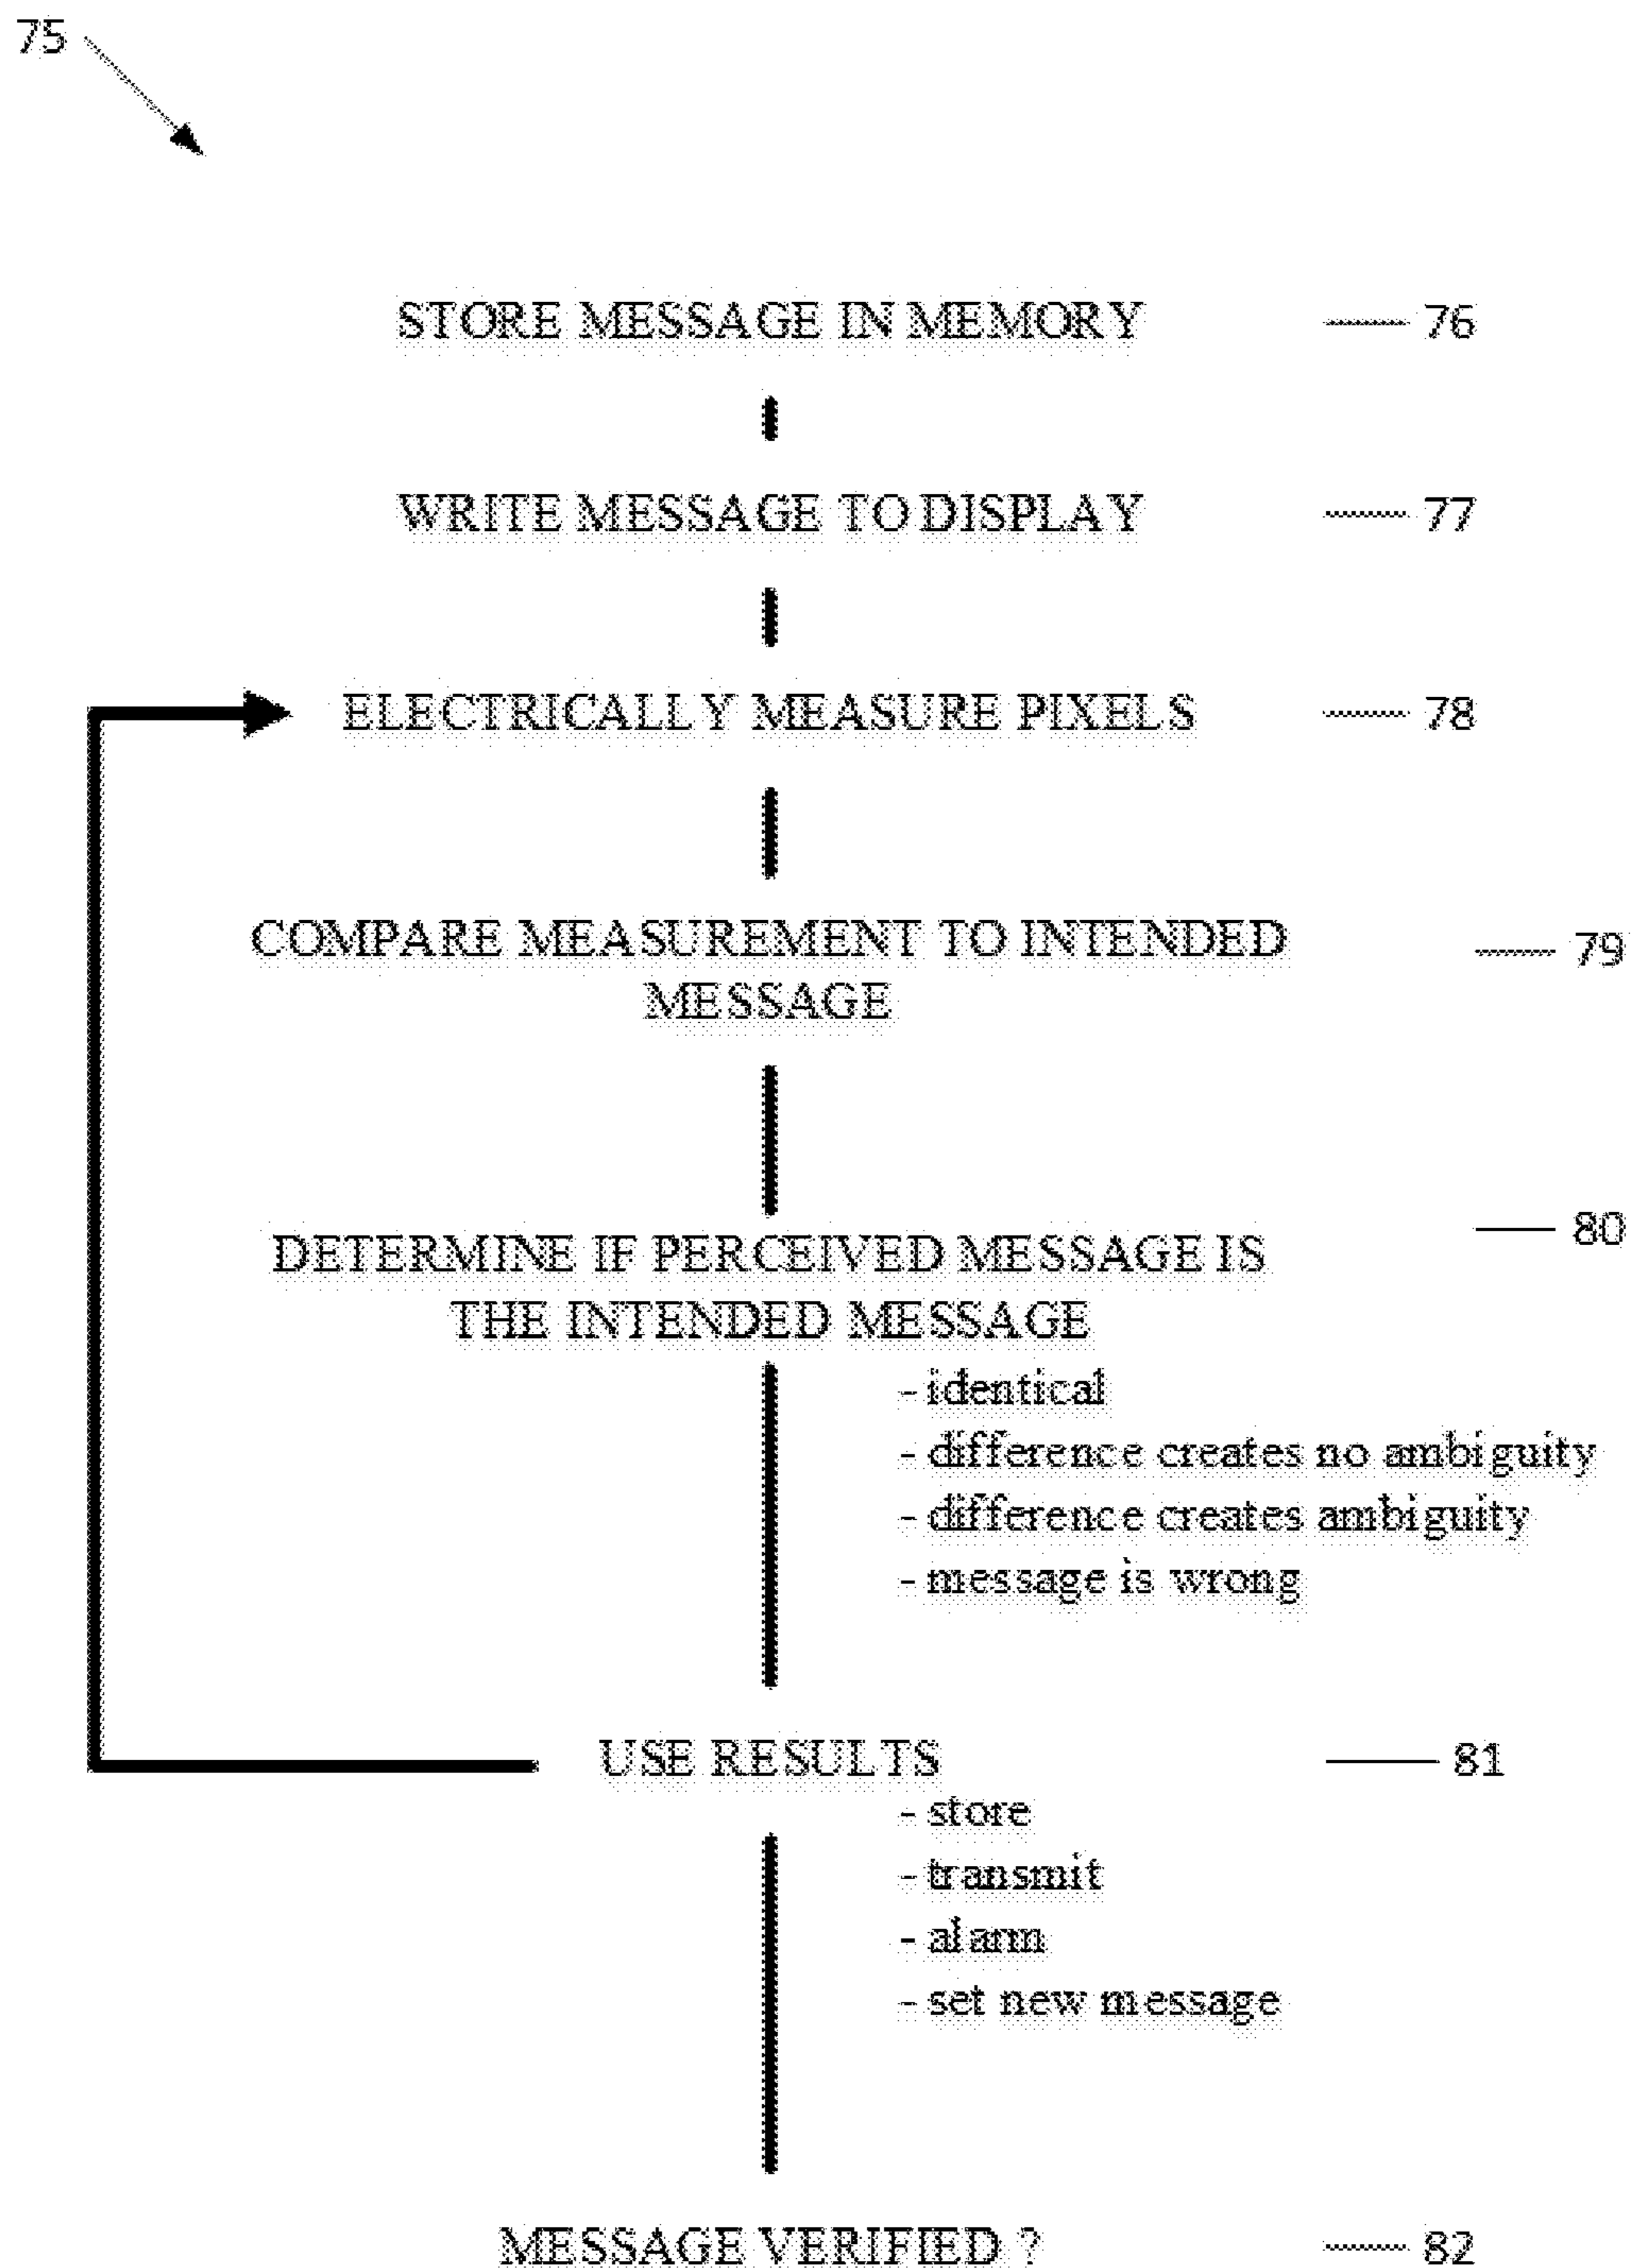 75
STORE MESSAGE IN MEMORY 76
WRITE MESSAGE TO DISPLAY 77
ELECTRICALLY MEASURE PIXELS 78
COMPARE MEASUREMENT TO INTENDED 79
MESSAGE
DETERMINE IF PERCEIVED MESSAGE IS 80
THE INTENDED MESSAGE
- identical
- difference creates no ambiguity
- difference creates ambiguity
- message is wrong
USE RESULTS 81
- store
- transmit
- alarm
- set new message
MESSAGE VERIFIED ? 82